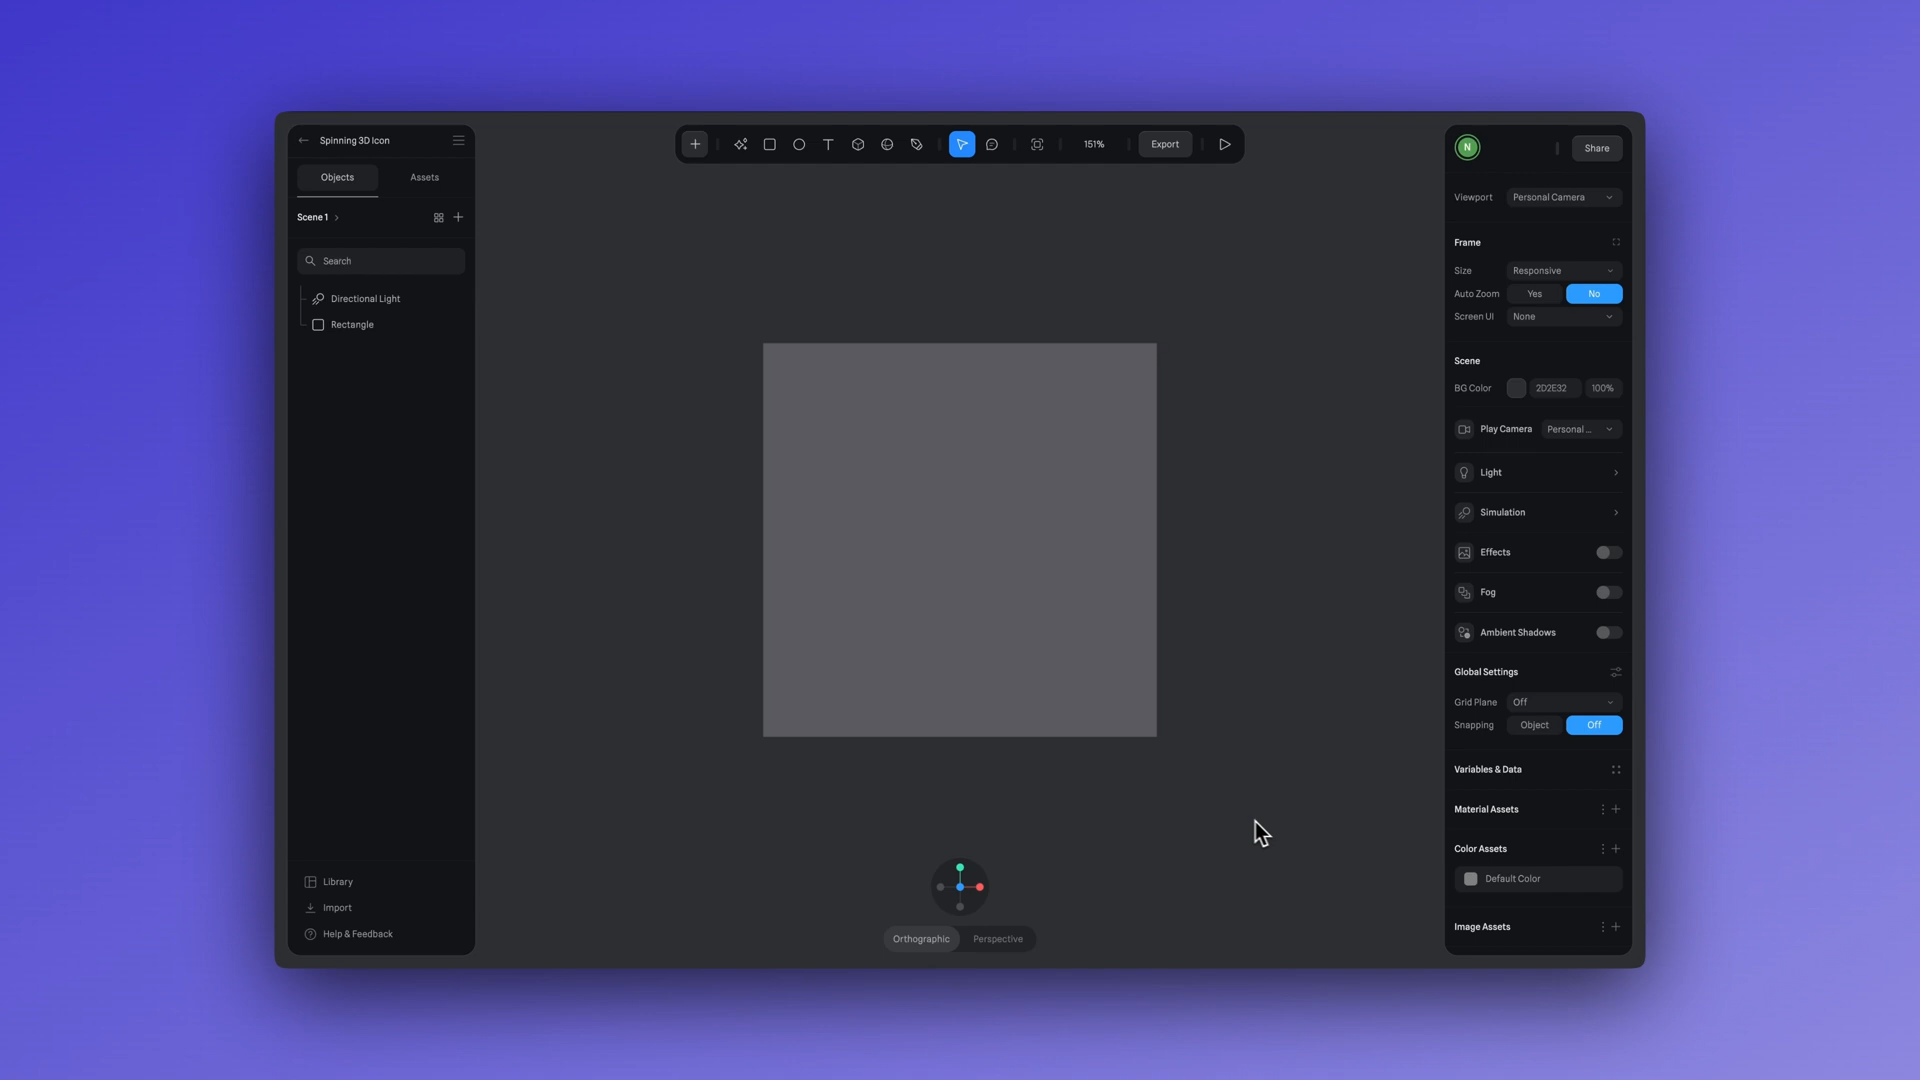 Spinning 3D Icon
Objects
Assets
Scene 1
Search
Directional Light
Rectangle
Library
Import
Help & Feedback
151%
Export
Orthographic
Perspective
N
Share
Viewport
Personal Camera
Frame
Size
Responsive
Auto Zoom
Yes
No
Screen UI
None
Scene
BG Color
2D2E32
100%
Play Camera
Personal ...
Light
Simulation
Effects
Fog
Ambient Shadows
Global Settings
Grid Plane
Off
Snapping
Object
Off
Variables & Data
Material Assets
Color Assets
Default Color
Image Assets